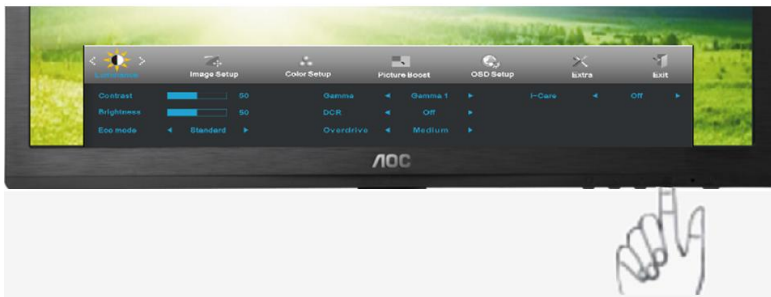 Luminance Image Setup Color Setup Picture Boost OSD Setup Extra Exit
Contrast 50 Gamma Gamma 1 i-Care Off
Brightness 50 DCR Off
Eco mode Standard Overdrive Medium
AOC